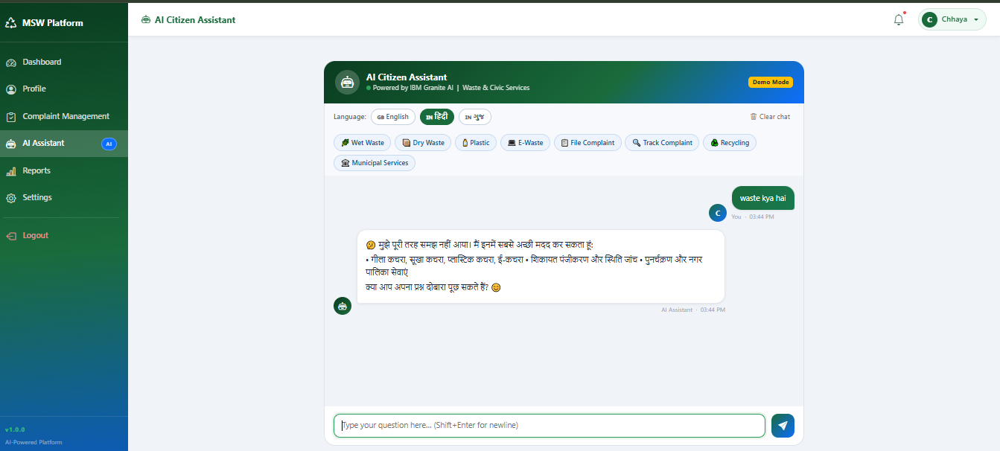 MSW Platform
AI Citizen Assistant
C Chhaya
Dashboard
Profile
Complaint Management
AI Assistant AI
Reports
Settings
Logout
v1.0.0
AI-Powered Platform
AI Citizen Assistant
Powered by IBM Granite AI | Waste & Civic Services
Demo Mode
Language: GB English IN हिंदी IN ગુજ Clear chat
Wet Waste Dry Waste Plastic E-Waste File Complaint Track Complaint Recycling
Municipal Services
waste kya hai
C
You · 03:44 PM
🤔 मुझे पूरी तरह समझ नहीं आया। मैं इनमें सबसे अच्छी मदद कर सकता हूं:
• गीला कचरा, सूखा कचरा, प्लास्टिक कचरा, ई-कचरा • शिकायत पंजीकरण और स्थिति जांच • पुनर्चक्रण और नगर
पालिका सेवाएं
क्या आप अपना प्रश्न दोबारा पूछ सकते हैं? 😊
AI Assistant · 03:44 PM
Type your question here... (Shift+Enter for newline)